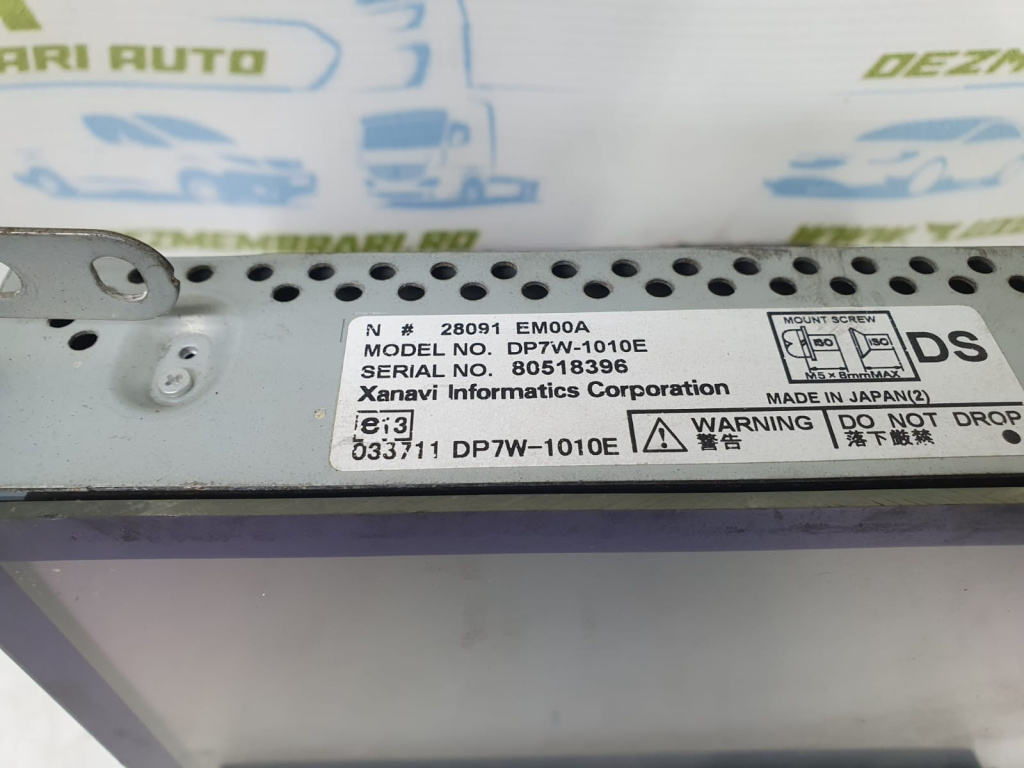 ARI AUTO
DEZM
DEZMEMBRARI.RO
N # 28091 EM00A
MODEL NO. DP7W-1010E
SERIAL NO. 80518396
Xanavi Informatics Corporation
MOUNT SCREW
ISO ISO
M5×8mmMAX
DS
MADE IN JAPAN(2)
e13
033711 DP7W-1010E
WARNING
警告
DO NOT DROP
落下厳禁